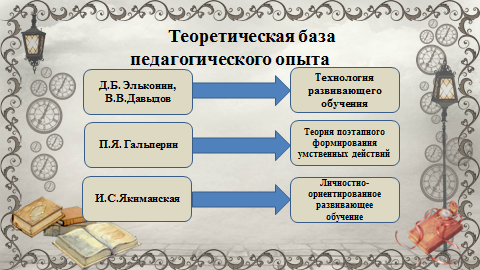 Теоретическая база
педагогического опыта
Д.Б. Эльконин,
В.В.Давыдов
Технология
развивающего
обучения
П.Я. Гальперин
Теория поэтапного
формирования
умственных действий
И.С.Якиманская
Личностно-
ориентированное
развивающее
обучение